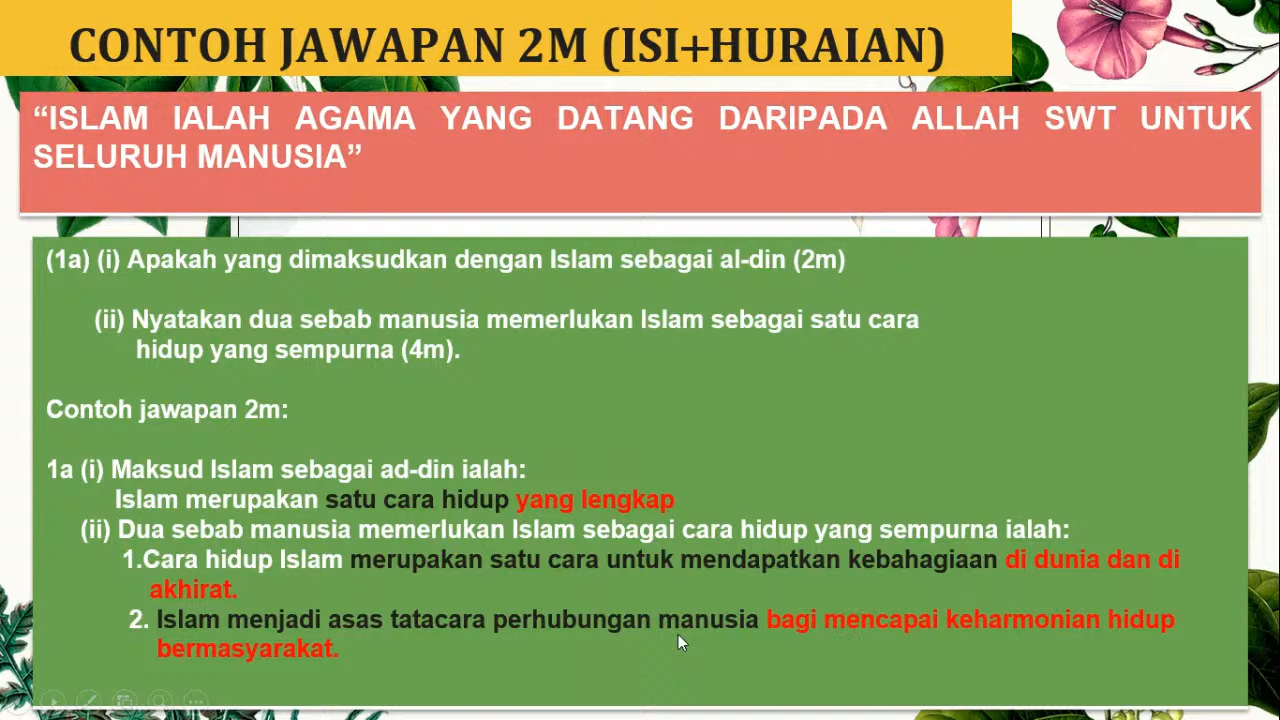 CONTOH JAWAPAN 2M (ISI+HURAIAN)
“ISLAM IALAH AGAMA YANG DATANG DARIPADA ALLAH SWT UNTUK
SELURUH MANUSIA”
(1a) (i) Apakah yang dimaksudkan dengan Islam sebagai al-din (2m)
(ii) Nyatakan dua sebab manusia memerlukan Islam sebagai satu cara
hidup yang sempurna (4m).
Contoh jawapan 2m:
1a (i) Maksud Islam sebagai ad-din ialah:
Islam merupakan satu cara hidup yang lengkap
(ii) Dua sebab manusia memerlukan Islam sebagai cara hidup yang sempurna ialah:
1.Cara hidup Islam merupakan satu cara untuk mendapatkan kebahagiaan di dunia dan di
akhirat.
2. Islam menjadi asas tatacara perhubungan manusia bagi mencapai keharmonian hidup
bermasyarakat.